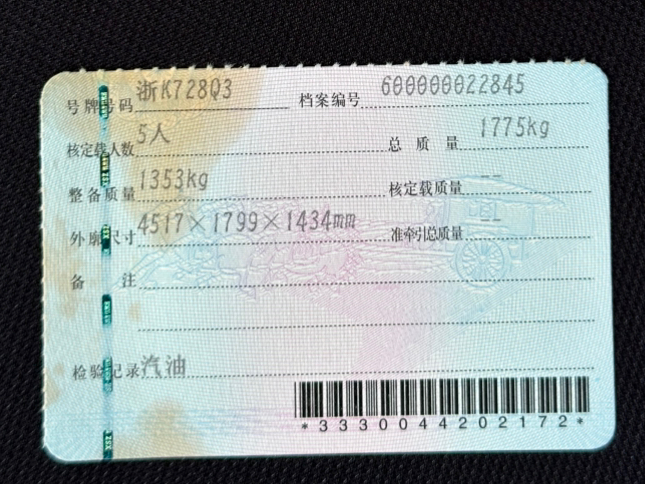 号牌号码 浙K728Q3 档案编号 600000022845
核定载人数 5人 总质量 1775kg
整备质量 1353kg 核定载质量 --
外廓尺寸 4517×1799×1434mm 准牵引总质量 --
备注
检验记录 汽油
*3330044202172*